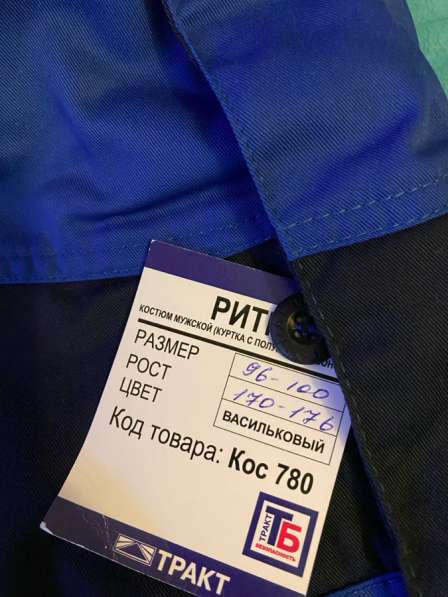 РИТ
КОСТЮМ МУЖСКОЙ (КУРТКА С
РАЗМЕР 96-100
РОСТ 170-176
ЦВЕТ ВАСИЛЬКОВЫЙ
Код товара: Кос 780
ТРАКТ
ТБ
БЕЗОПАСНОСТЬ
ТРАКТ